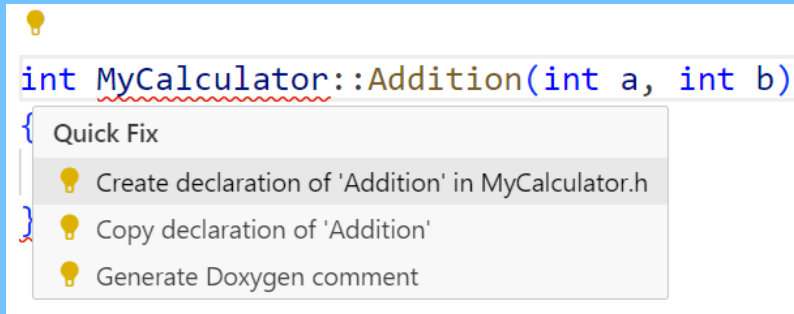 int MyCalculator::Addition(int a, int b)
{
Quick Fix
Create declaration of 'Addition' in MyCalculator.h
Copy declaration of 'Addition'
}
Generate Doxygen comment